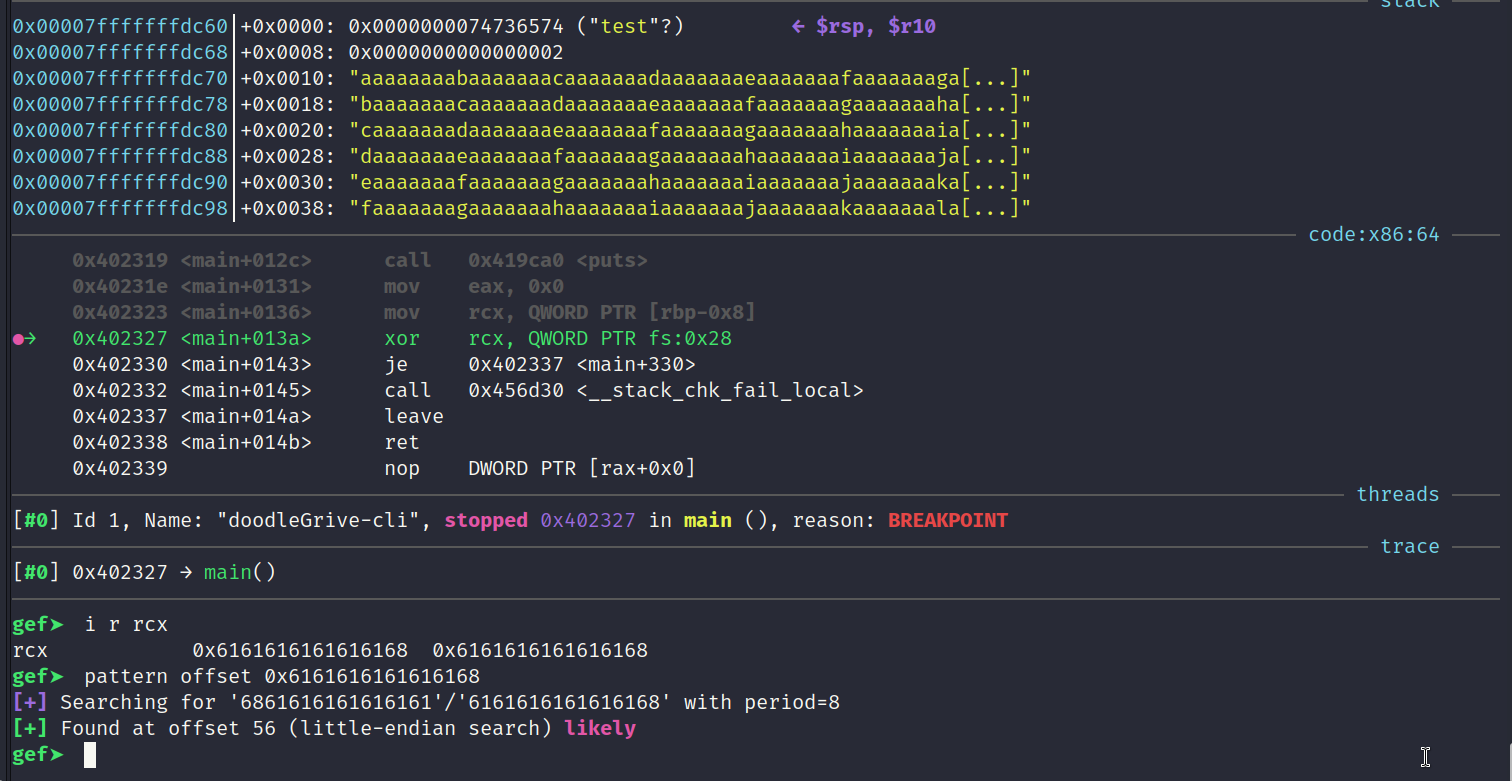 stack
0x00007fffffffdc60│+0x0000: 0x0000000074736574 ("test"?)         ← $rsp, $r10
0x00007fffffffdc68│+0x0008: 0x0000000000000002
0x00007fffffffdc70│+0x0010: "aaaaaaaabaaaaaaacaaaaaaadaaaaaaaeaaaaaaafaaaaaaaga[...]"
0x00007fffffffdc78│+0x0018: "baaaaaaacaaaaaaadaaaaaaaeaaaaaaafaaaaaaagaaaaaaaha[...]"
0x00007fffffffdc80│+0x0020: "caaaaaaadaaaaaaaeaaaaaaafaaaaaaagaaaaaaahaaaaaaaia[...]"
0x00007fffffffdc88│+0x0028: "daaaaaaaeaaaaaaafaaaaaaagaaaaaaahaaaaaaaiaaaaaaaja[...]"
0x00007fffffffdc90│+0x0030: "eaaaaaaafaaaaaaagaaaaaaahaaaaaaaiaaaaaaajaaaaaaaka[...]"
0x00007fffffffdc98│+0x0038: "faaaaaaagaaaaaaahaaaaaaaiaaaaaaajaaaaaaakaaaaaaala[...]"
code:x86:64
0x402319 <main+012c>      call   0x419ca0 <puts>
0x40231e <main+0131>      mov    eax, 0x0
0x402323 <main+0136>      mov    rcx, QWORD PTR [rbp-0x8]
●→   0x402327 <main+013a>      xor    rcx, QWORD PTR fs:0x28
0x402330 <main+0143>      je     0x402337 <main+330>
0x402332 <main+0145>      call   0x456d30 <__stack_chk_fail_local>
0x402337 <main+014a>      leave
0x402338 <main+014b>      ret
0x402339                  nop    DWORD PTR [rax+0x0]
threads
[#0] Id 1, Name: "doodleGrive-cli", stopped 0x402327 in main (), reason: BREAKPOINT
trace
[#0] 0x402327 → main()
gef➤  i r rcx
rcx            0x6161616161616168  0x6161616161616168
gef➤  pattern offset 0x6161616161616168
[+] Searching for '6861616161616161'/'6161616161616168' with period=8
[+] Found at offset 56 (little-endian search) likely
gef➤